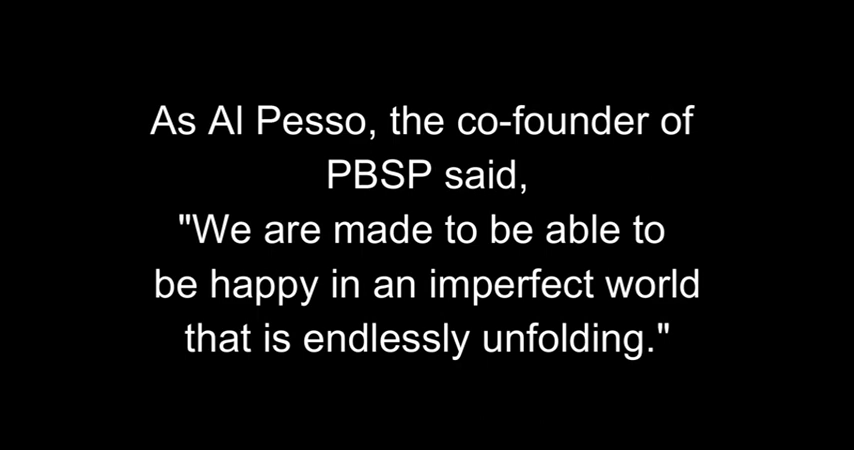 As Al Pesso, the co-founder of
PBSP said,
"We are made to be able to
be happy in an imperfect world
that is endlessly unfolding."